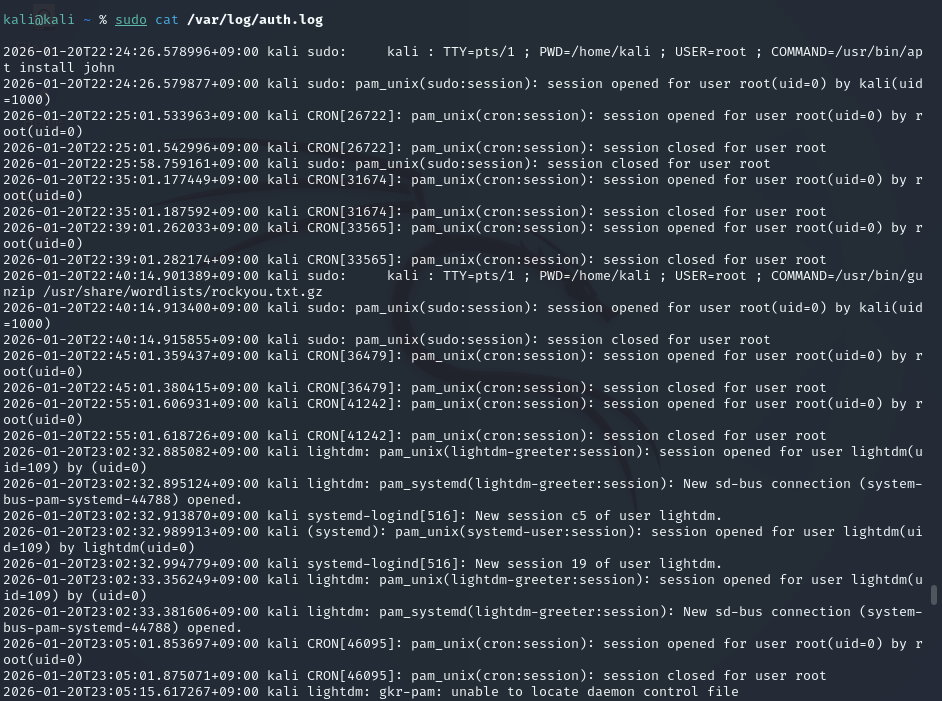 kali@kali ~ % sudo cat /var/log/auth.log
2026-01-20T22:24:26.578996+09:00 kali sudo:     kali : TTY=pts/1 ; PWD=/home/kali ; USER=root ; COMMAND=/usr/bin/ap
t install john
2026-01-20T22:24:26.579877+09:00 kali sudo: pam_unix(sudo:session): session opened for user root(uid=0) by kali(uid
=1000)
2026-01-20T22:25:01.533963+09:00 kali CRON[26722]: pam_unix(cron:session): session opened for user root(uid=0) by r
oot(uid=0)
2026-01-20T22:25:01.542996+09:00 kali CRON[26722]: pam_unix(cron:session): session closed for user root
2026-01-20T22:25:58.759161+09:00 kali sudo: pam_unix(sudo:session): session closed for user root
2026-01-20T22:35:01.177449+09:00 kali CRON[31674]: pam_unix(cron:session): session opened for user root(uid=0) by r
oot(uid=0)
2026-01-20T22:35:01.187592+09:00 kali CRON[31674]: pam_unix(cron:session): session closed for user root
2026-01-20T22:39:01.262033+09:00 kali CRON[33565]: pam_unix(cron:session): session opened for user root(uid=0) by r
oot(uid=0)
2026-01-20T22:39:01.282174+09:00 kali CRON[33565]: pam_unix(cron:session): session closed for user root
2026-01-20T22:40:14.901389+09:00 kali sudo:     kali : TTY=pts/1 ; PWD=/home/kali ; USER=root ; COMMAND=/usr/bin/gu
nzip /usr/share/wordlists/rockyou.txt.gz
2026-01-20T22:40:14.913400+09:00 kali sudo: pam_unix(sudo:session): session opened for user root(uid=0) by kali(uid
=1000)
2026-01-20T22:40:14.915855+09:00 kali sudo: pam_unix(sudo:session): session closed for user root
2026-01-20T22:45:01.359437+09:00 kali CRON[36479]: pam_unix(cron:session): session opened for user root(uid=0) by r
oot(uid=0)
2026-01-20T22:45:01.380415+09:00 kali CRON[36479]: pam_unix(cron:session): session closed for user root
2026-01-20T22:55:01.606931+09:00 kali CRON[41242]: pam_unix(cron:session): session opened for user root(uid=0) by r
oot(uid=0)
2026-01-20T22:55:01.618726+09:00 kali CRON[41242]: pam_unix(cron:session): session closed for user root
2026-01-20T23:02:32.885082+09:00 kali lightdm: pam_unix(lightdm-greeter:session): session opened for user lightdm(u
id=109) by (uid=0)
2026-01-20T23:02:32.895124+09:00 kali lightdm: pam_systemd(lightdm-greeter:session): New sd-bus connection (system-
bus-pam-systemd-44788) opened.
2026-01-20T23:02:32.913870+09:00 kali systemd-logind[516]: New session c5 of user lightdm.
2026-01-20T23:02:32.989913+09:00 kali (systemd): pam_unix(systemd-user:session): session opened for user lightdm(ui
d=109) by lightdm(uid=0)
2026-01-20T23:02:32.994779+09:00 kali systemd-logind[516]: New session 19 of user lightdm.
2026-01-20T23:02:33.356249+09:00 kali lightdm: pam_unix(lightdm-greeter:session): session opened for user lightdm(u
id=109) by (uid=0)
2026-01-20T23:02:33.381606+09:00 kali lightdm: pam_systemd(lightdm-greeter:session): New sd-bus connection (system-
bus-pam-systemd-44788) opened.
2026-01-20T23:05:01.853697+09:00 kali CRON[46095]: pam_unix(cron:session): session opened for user root(uid=0) by r
oot(uid=0)
2026-01-20T23:05:01.875071+09:00 kali CRON[46095]: pam_unix(cron:session): session closed for user root
2026-01-20T23:05:15.617267+09:00 kali lightdm: gkr-pam: unable to locate daemon control file